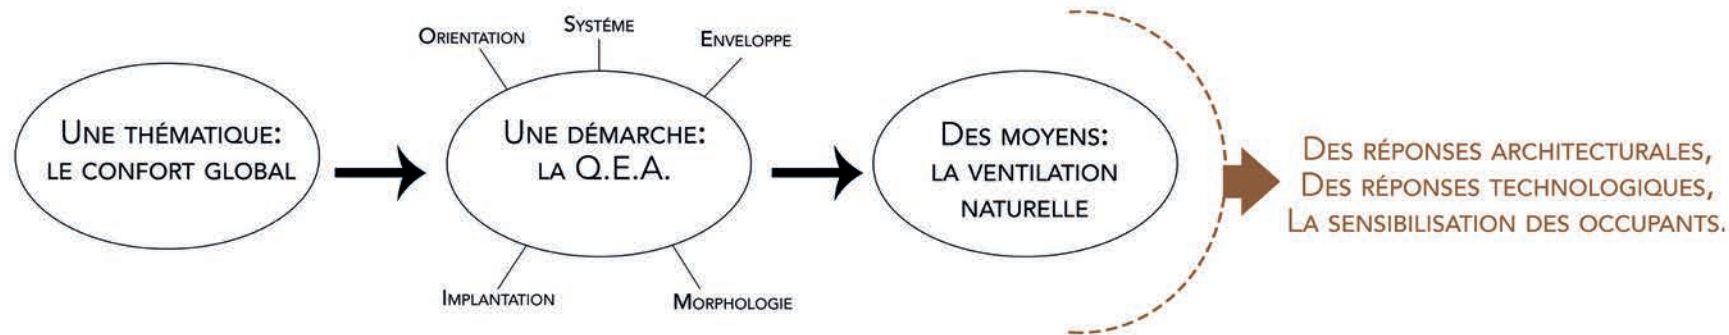 Une thématique:
le confort global
Orientation
Systéme
Enveloppe
Une démarche:
la Q.E.A.
Implantation
Morphologie
Des moyens:
la ventilation
naturelle
Des réponses architecturales,
Des réponses technologiques,
La sensibilisation des occupants.